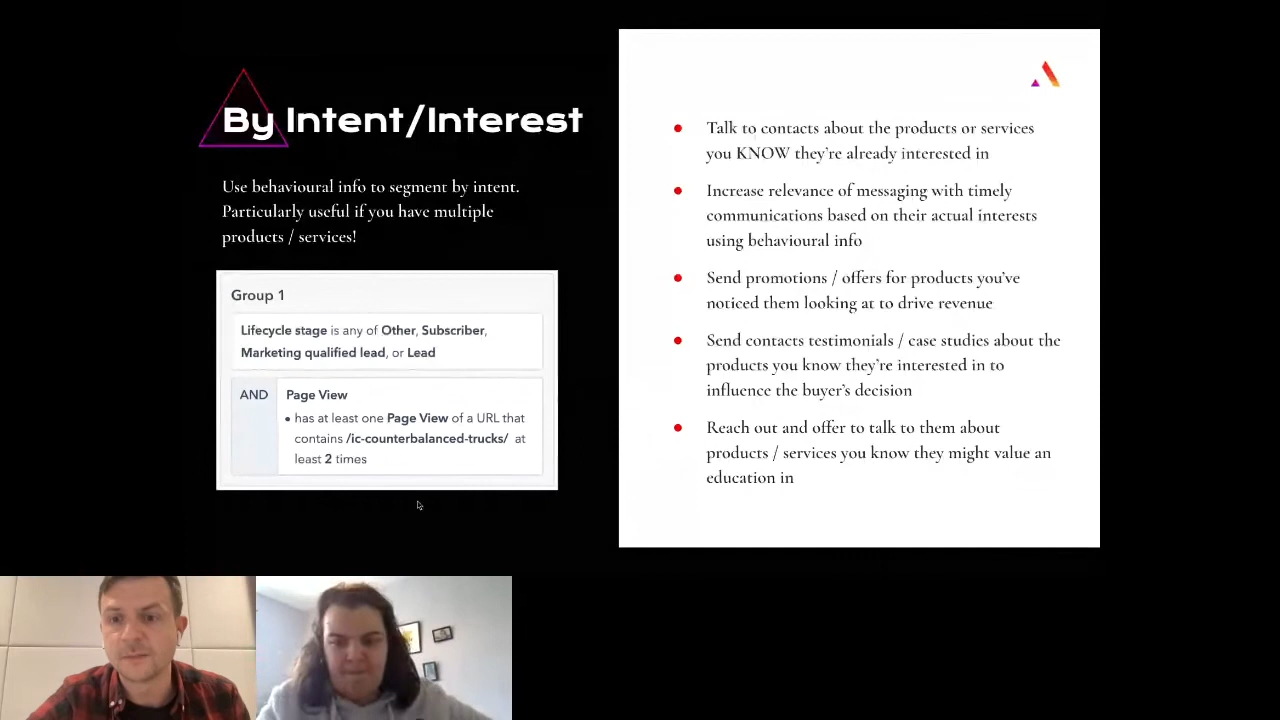 By Intent/Interest
Use behavioural info to segment by intent.
Particularly useful if you have multiple
products / services!
Group 1
Lifecycle stage is any of Other, Subscriber,
Marketing qualified lead, or Lead
AND
Page View
• has at least one Page View of a URL that
contains /ic-counterbalanced-trucks/ at
least 2 times
• Talk to contacts about the products or services
you KNOW they’re already interested in
• Increase relevance of messaging with timely
communications based on their actual interests
using behavioural info
• Send promotions / offers for products you’ve
noticed them looking at to drive revenue
• Send contacts testimonials / case studies about the
products you know they’re interested in to
influence the buyer’s decision
• Reach out and offer to talk to them about
products / services you know they might value an
education in